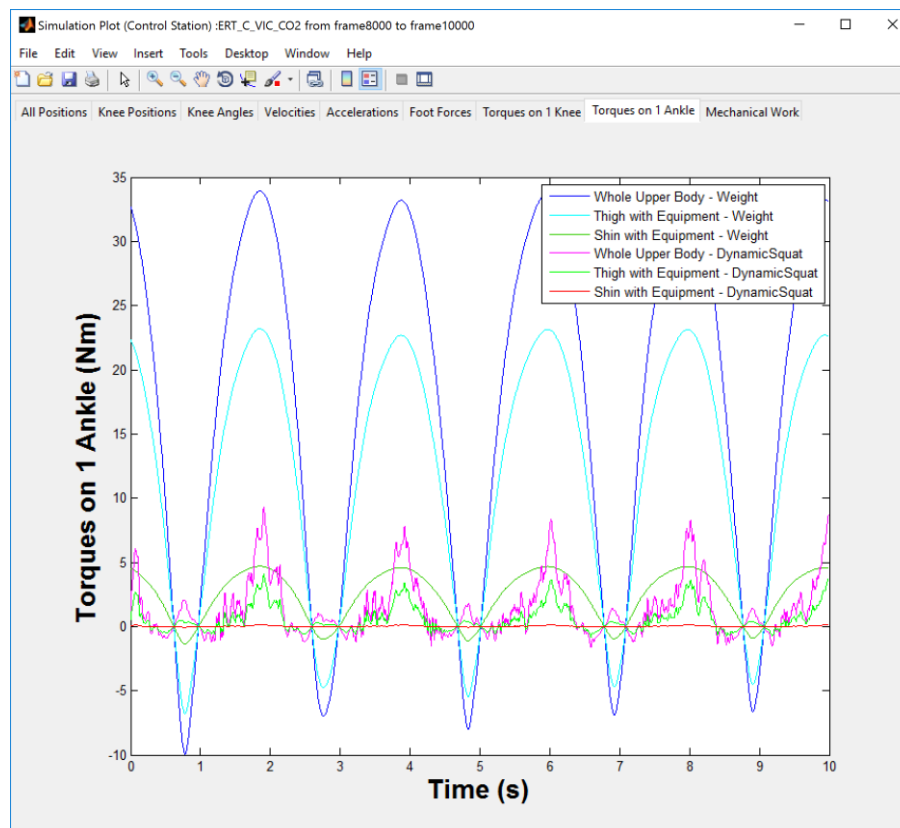 Simulation Plot (Control Station) :ERT_C_VIC_CO2 from frame8000 to frame10000
File Edit View Insert Tools Desktop Window Help
All Positions Knee Positions Knee Angles Velocities Accelerations Foot Forces Torques on 1 Knee Torques on 1 Ankle Mechanical Work
Whole Upper Body - Weight
Thigh with Equipment - Weight
Shin with Equipment - Weight
Whole Upper Body - DynamicSquat
Thigh with Equipment - DynamicSquat
Shin with Equipment - DynamicSquat
Torques on 1 Ankle (Nm)
35
30
25
20
15
10
5
0
-5
-10
0 1 2 3 4 5 6 7 8 9 10
Time (s)